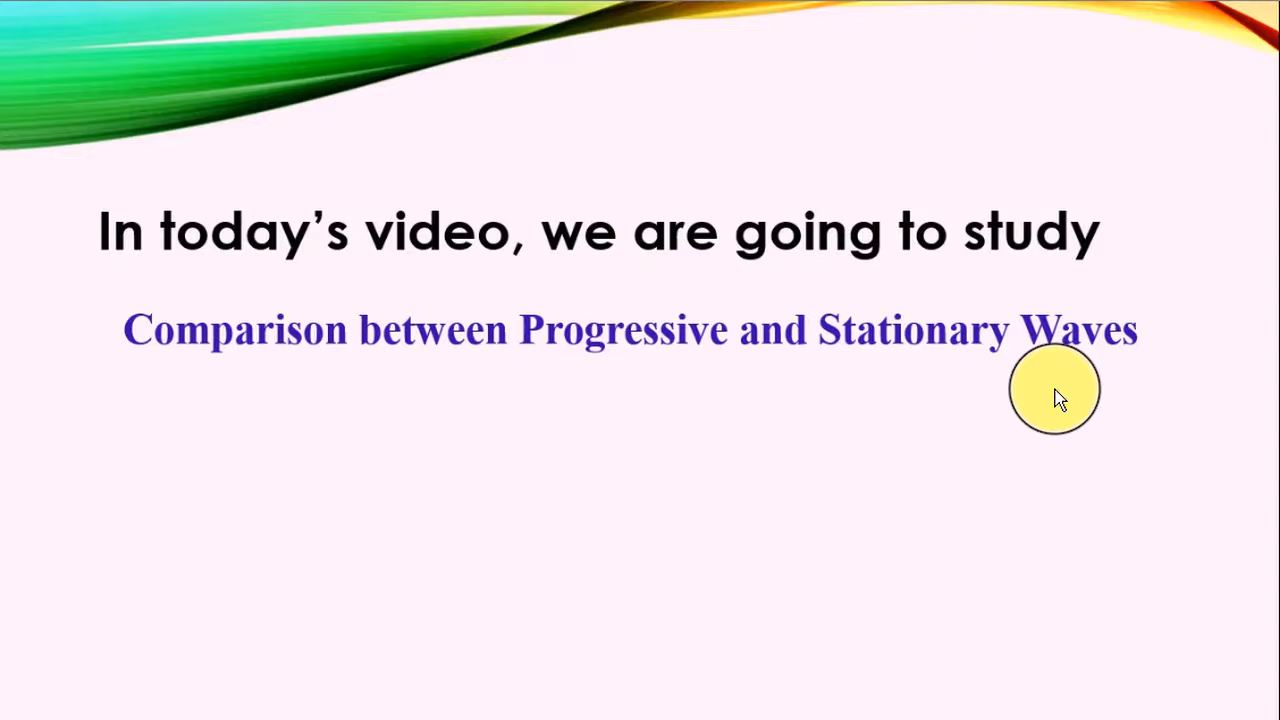 In today’s video, we are going to study
Comparison between Progressive and Stationary Waves